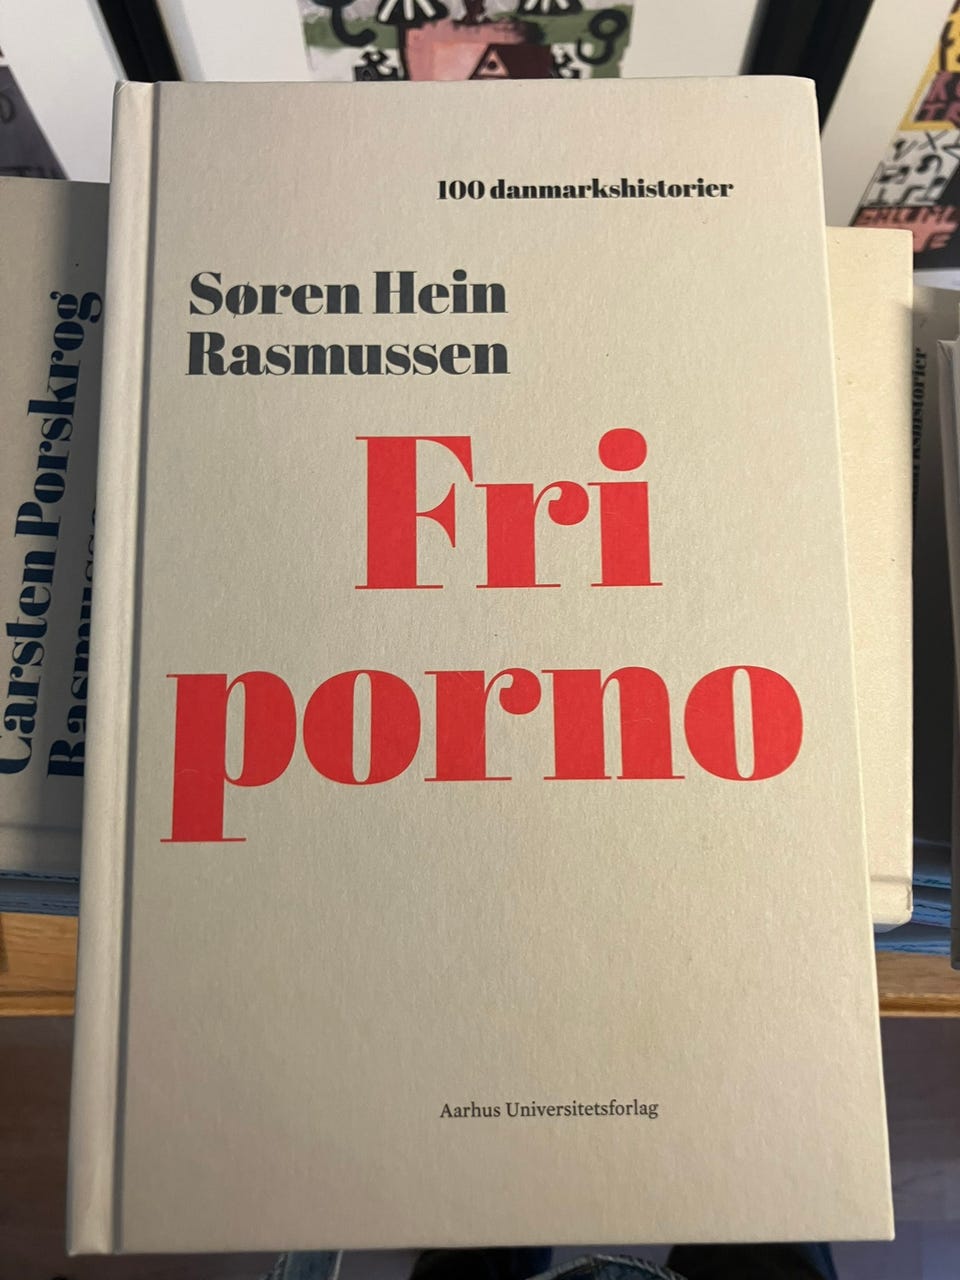 100 danmarkshistorier
Søren Hein
Rasmussen
Fri
porno
Aarhus Universitetsforlag
Carsten Porskrog